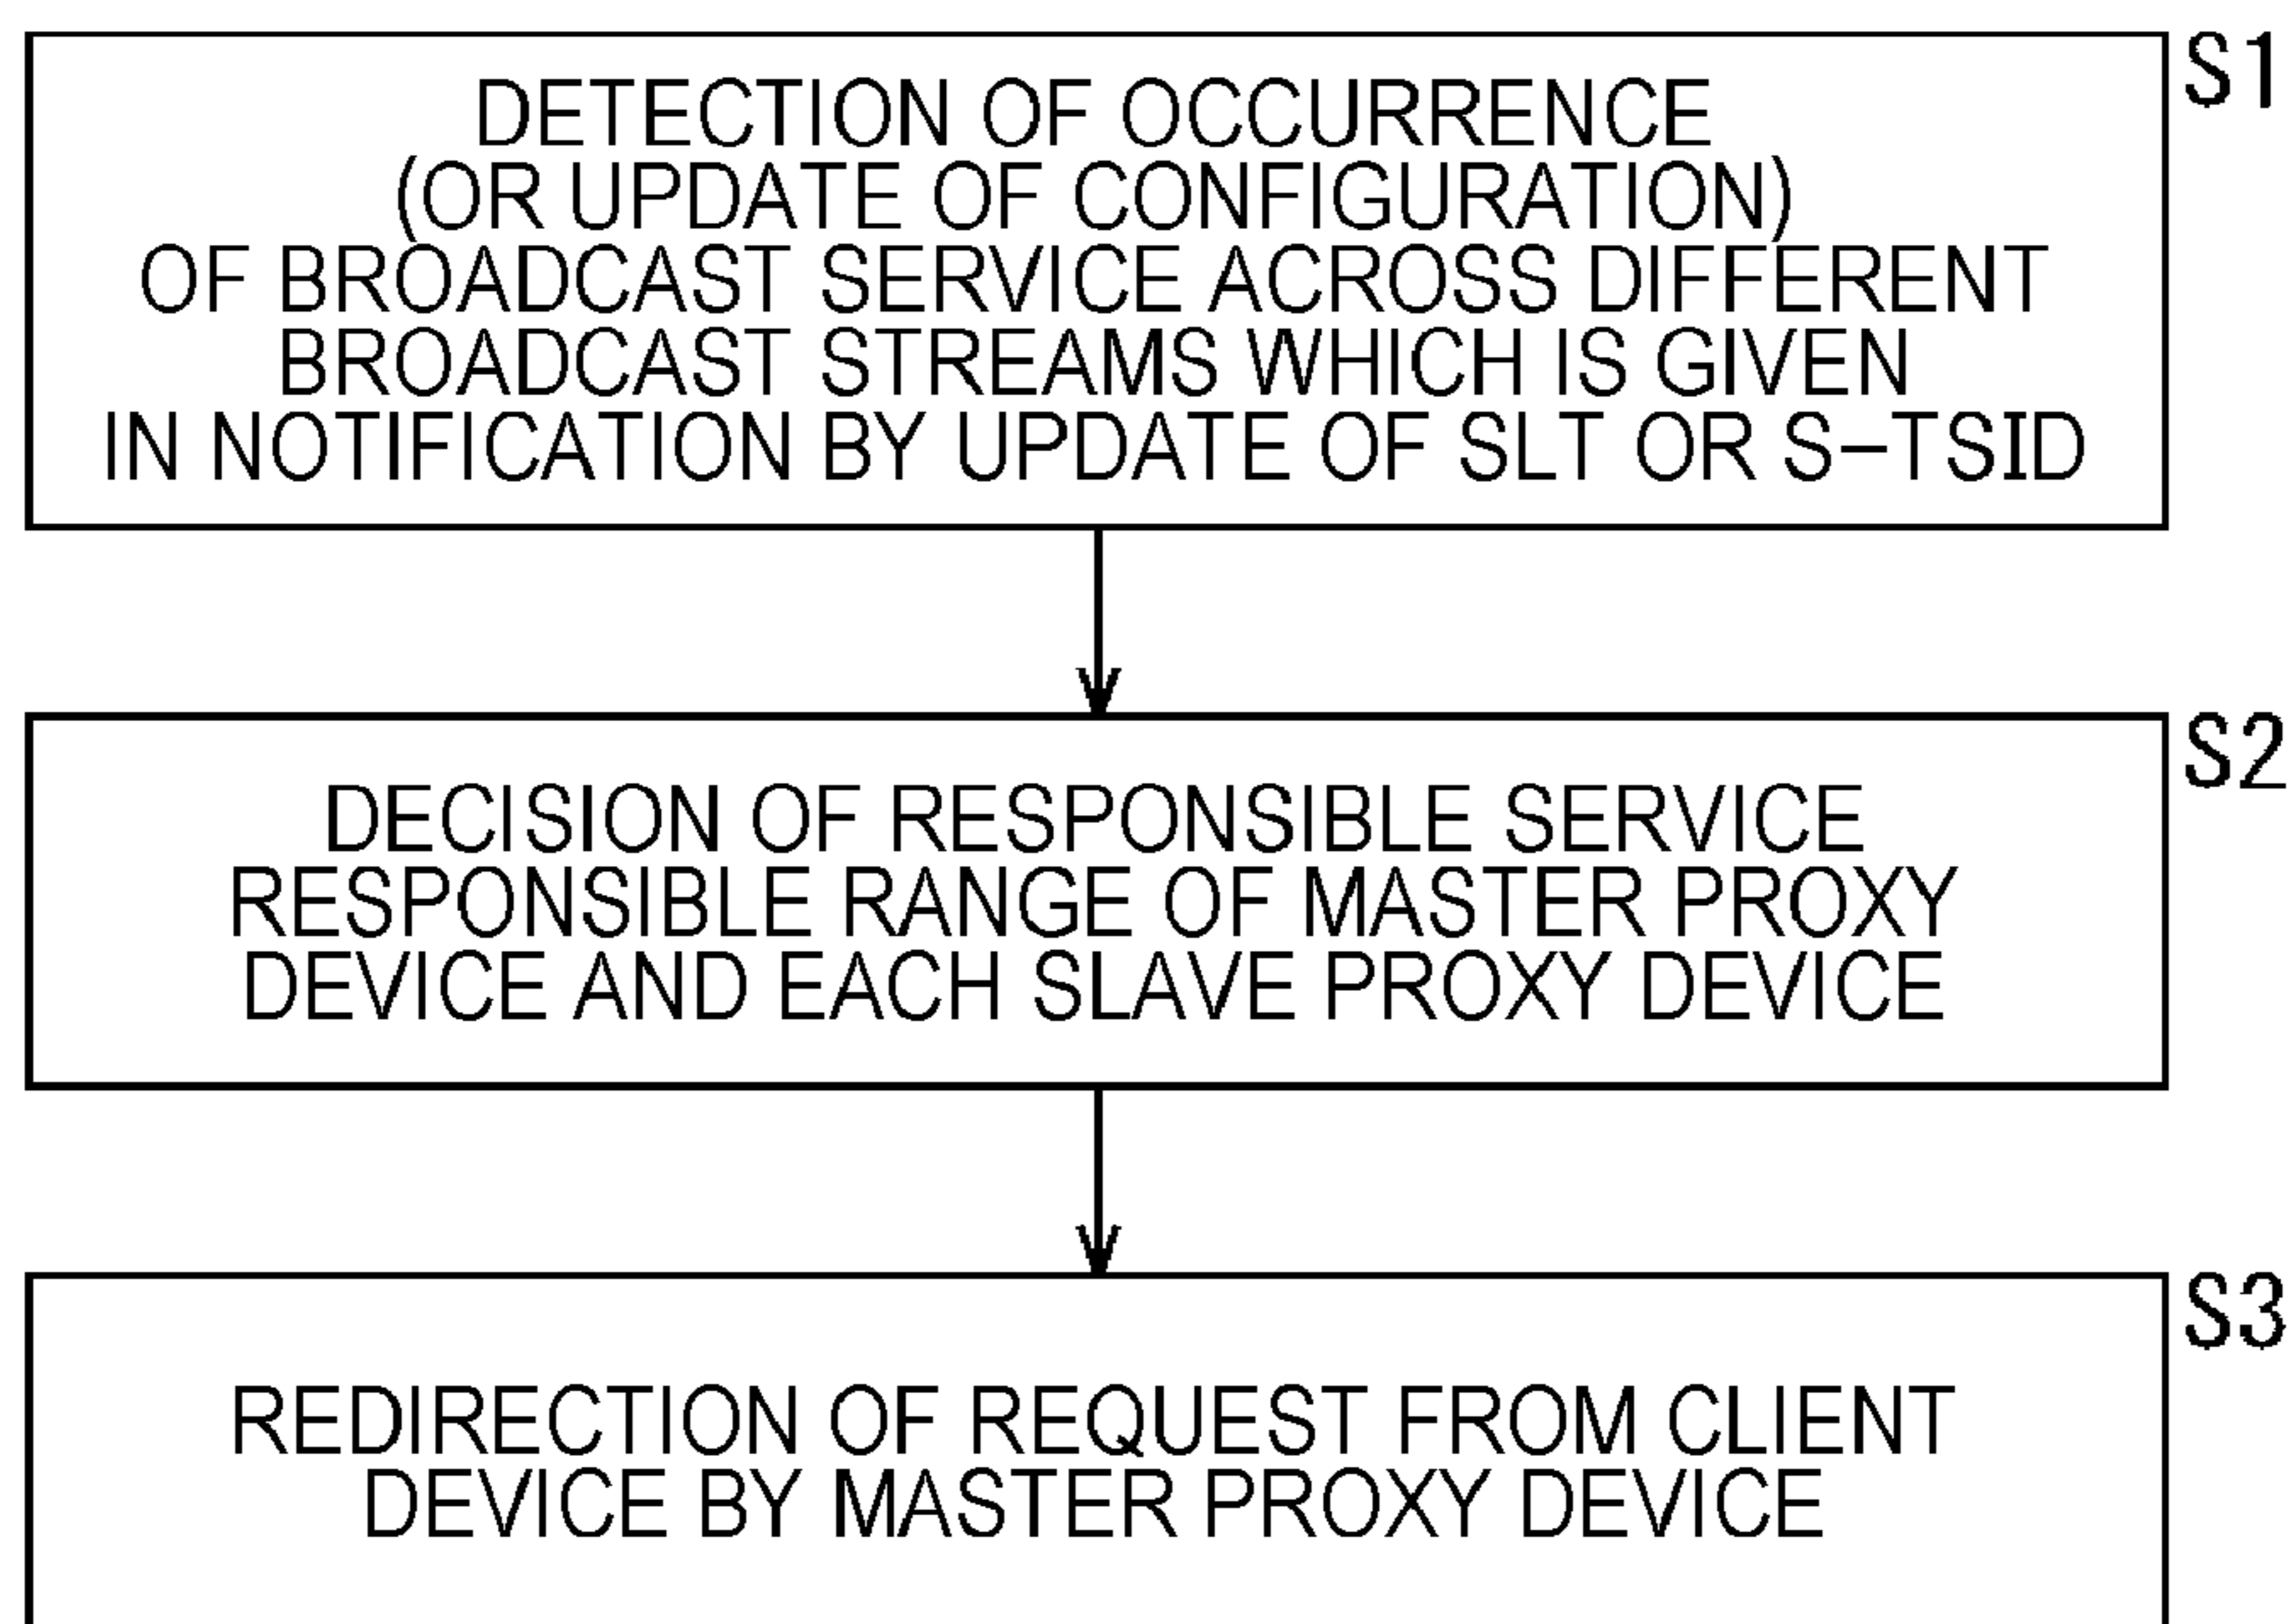 S1
DETECTION OF OCCURRENCE
(OR UPDATE OF CONFIGURATION)
OF BROADCAST SERVICE ACROSS DIFFERENT
BROADCAST STREAMS WHICH IS GIVEN
IN NOTIFICATION BY UPDATE OF SLT OR S-TSID
S2
DECISION OF RESPONSIBLE SERVICE
RESPONSIBLE RANGE OF MASTER PROXY
DEVICE AND EACH SLAVE PROXY DEVICE
S3
REDIRECTION OF REQUEST FROM CLIENT
DEVICE BY MASTER PROXY DEVICE